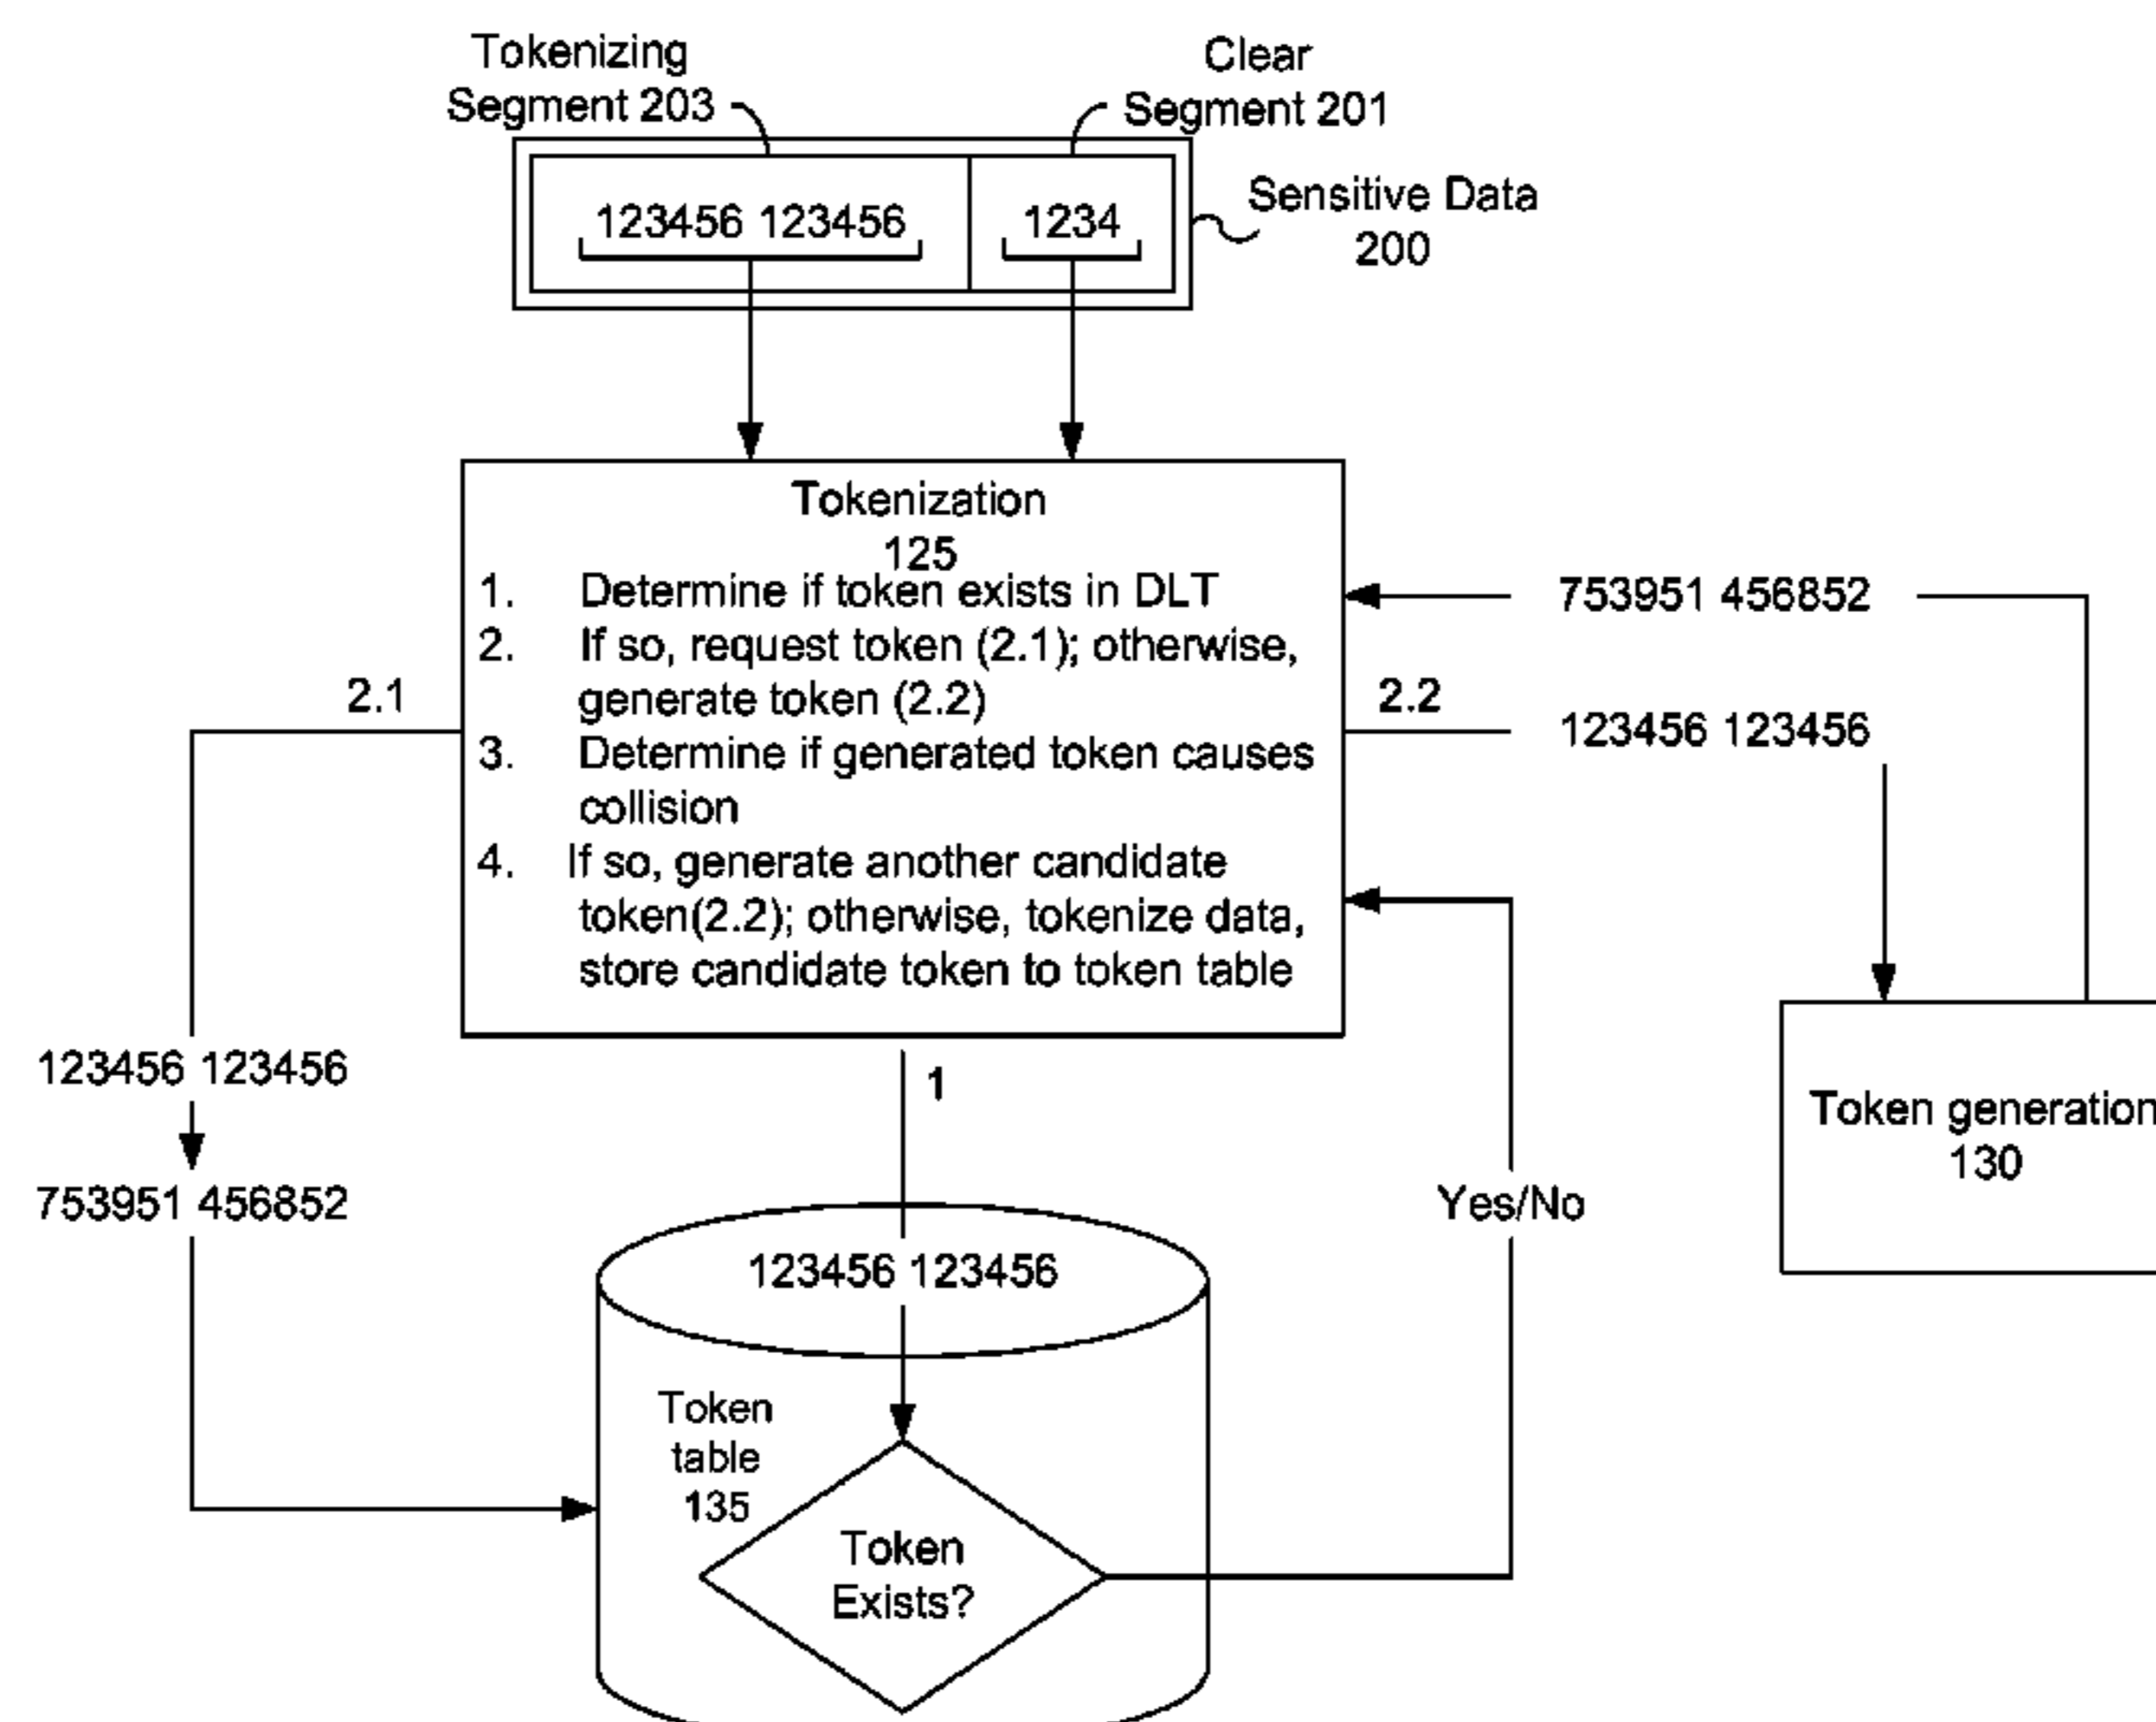 Tokenizing
Segment 203
Clear
Segment 201
123456 123456
1234
Sensitive Data
200
Tokenization
125
1. Determine if token exists in DLT
2. If so, request token (2.1); otherwise,
generate token (2.2)
3. Determine if generated token causes
collision
4. If so, generate another candidate
token(2.2); otherwise, tokenize data,
store candidate token to token table
753951 456852
2.1
2.2
123456 123456
123456 123456
753951 456852
1
Token generation
130
Yes/No
123456 123456
Token
table
135
Token
Exists?